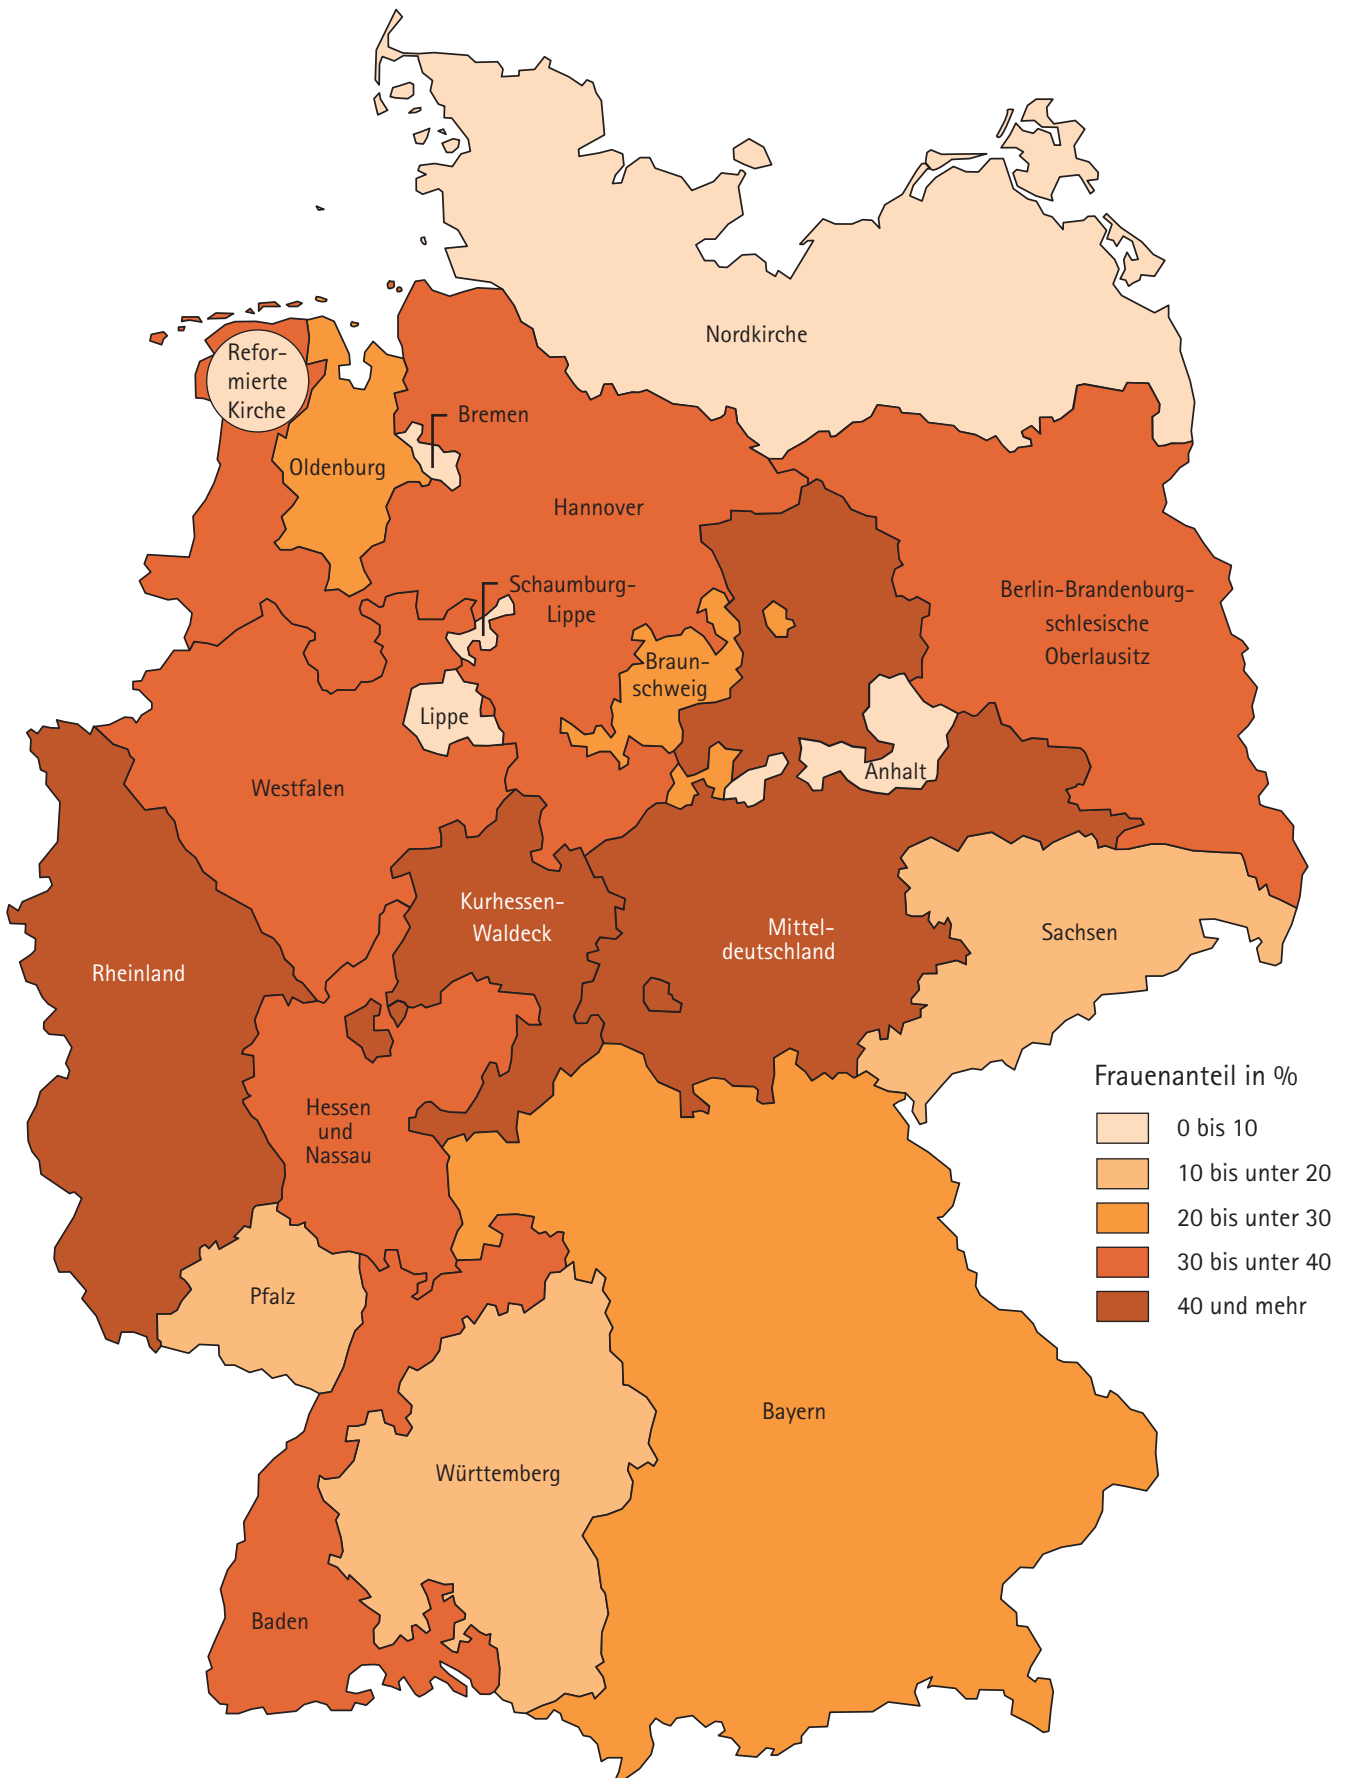 Nordkirche
Refor-
mierte
Kirche
Bremen
Oldenburg
Hannover
Schaumburg-
Lippe
Berlin-Brandenburg-
schlesische
Oberlausitz
Braun-
schweig
Lippe
Anhalt
Westfalen
Kurhessen-
Waldeck
Mittel-
deutschland
Sachsen
Rheinland
Hessen
und
Nassau
Pfalz
Bayern
Württemberg
Baden
Frauenanteil in %
0 bis 10
10 bis unter 20
20 bis unter 30
30 bis unter 40
40 und mehr